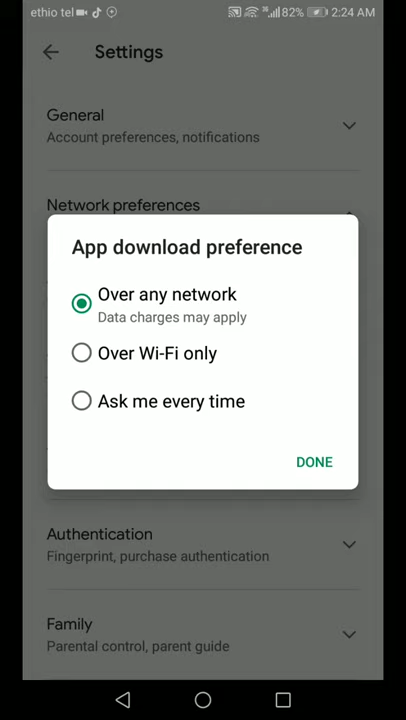 ethio tel 82% 2:24 AM
Settings
General
Account preferences, notifications
Network preferences
App download preference
Over any network
Data charges may apply
Over Wi-Fi only
Ask me every time
DONE
Authentication
Fingerprint, purchase authentication
Family
Parental control, parent guide